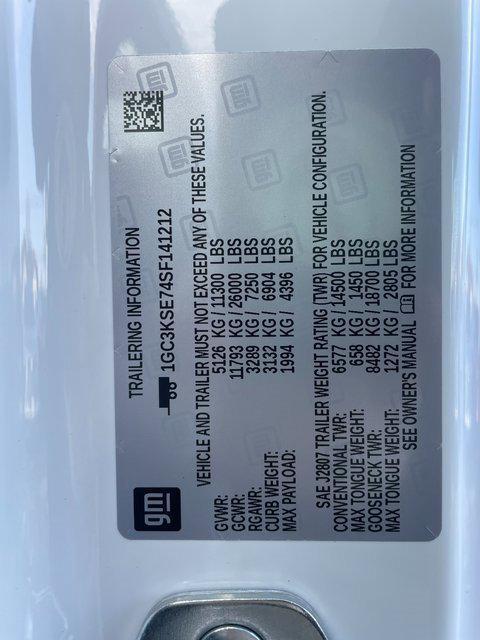 gm
TRAILERING INFORMATION
1GC3KSE74SF141212
VEHICLE AND TRAILER MUST NOT EXCEED ANY OF THESE VALUES.
GVWR: 5126 KG / 11300 LBS
GCWR: 11793 KG / 26000 LBS
RGAWR: 3289 KG / 7250 LBS
CURB WEIGHT: 3132 KG / 6904 LBS
MAX PAYLOAD: 1994 KG / 4396 LBS
SAE J2807 TRAILER WEIGHT RATING (TWR) FOR VEHICLE CONFIGURATION.
CONVENTIONAL TWR: 6577 KG / 14500 LBS
MAX TONGUE WEIGHT: 658 KG / 1450 LBS
GOOSENECK TWR: 8482 KG / 18700 LBS
MAX TONGUE WEIGHT: 1272 KG / 2805 LBS
SEE OWNER'S MANUAL FOR MORE INFORMATION